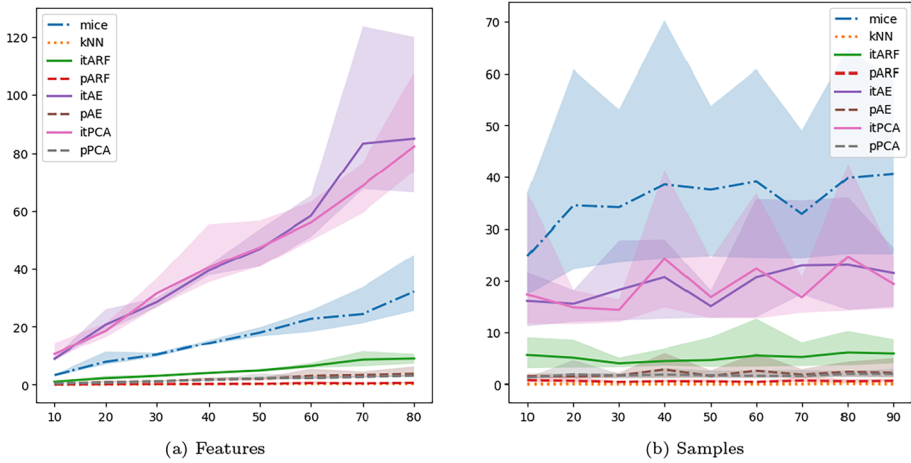 120
100
80
60
40
20
0
mice
kNN
itARF
pARF
itAE
pAE
itPCA
pPCA
10 20 30 40 50 60 70 80
(a) Features
70
60
50
40
30
20
10
0
mice
kNN
itARF
pARF
itAE
pAE
itPCA
pPCA
10 20 30 40 50 60 70 80 90
(b) Samples